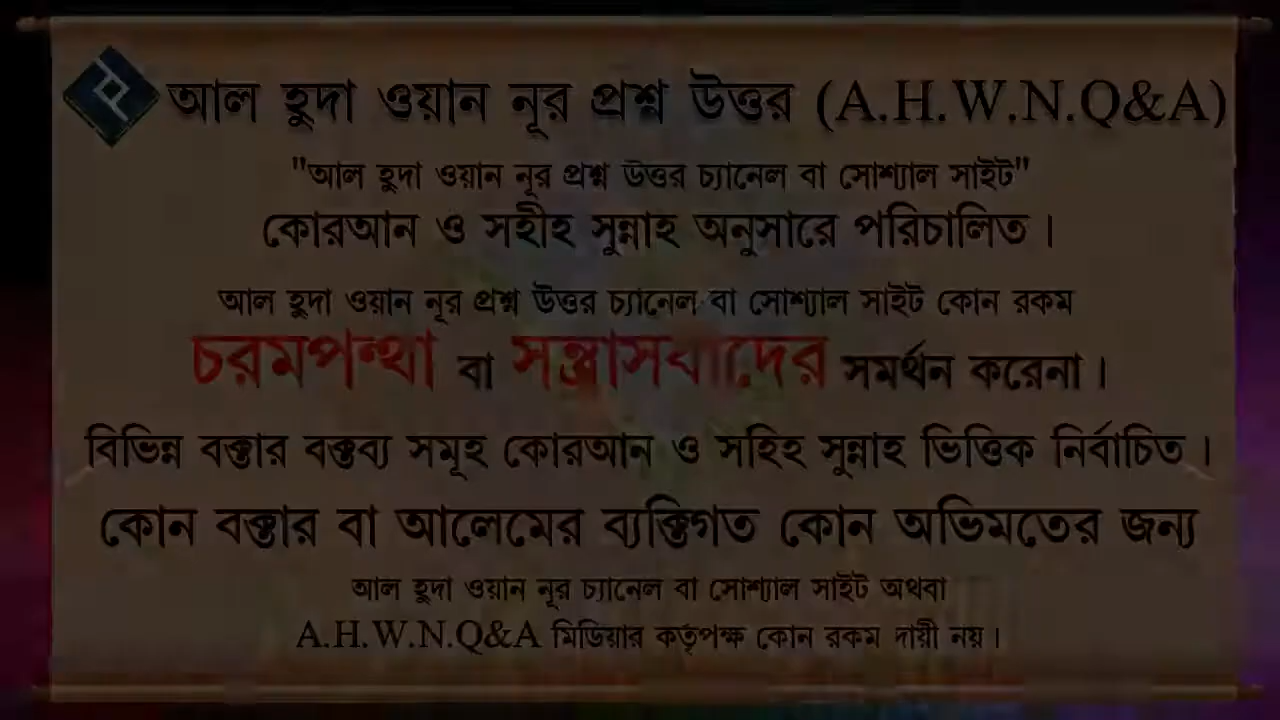 আল হুদা ওয়ান নূর প্রশ্ন উত্তর (A.H.W.N.Q&A)
"আল হুদা ওয়ান নূর প্রশ্ন উত্তর চ্যানেল বা সোশ্যাল সাইট"
কোরআন ও সহীহ সুন্নাহ অনুসারে পরিচালিত।
আল হুদা ওয়ান নূর প্রশ্ন উত্তর চ্যানেল বা সোশ্যাল সাইট কোন রকম
চরমপন্থা বা সন্ত্রাসবাদের সমর্থন করেনা।
বিভিন্ন বক্তার বক্তব্য সমূহ কোরআন ও সহিহ সুন্নাহ ভিত্তিক নির্বাচিত।
কোন বক্তার বা আলেমের ব্যক্তিগত কোন অভিমতের জন্য
আল হুদা ওয়ান নূর চ্যানেল বা সোশ্যাল সাইট অথবা
A.H.W.N.Q&A মিডিয়ার কর্তৃপক্ষ কোন রকম দায়ী নয়।